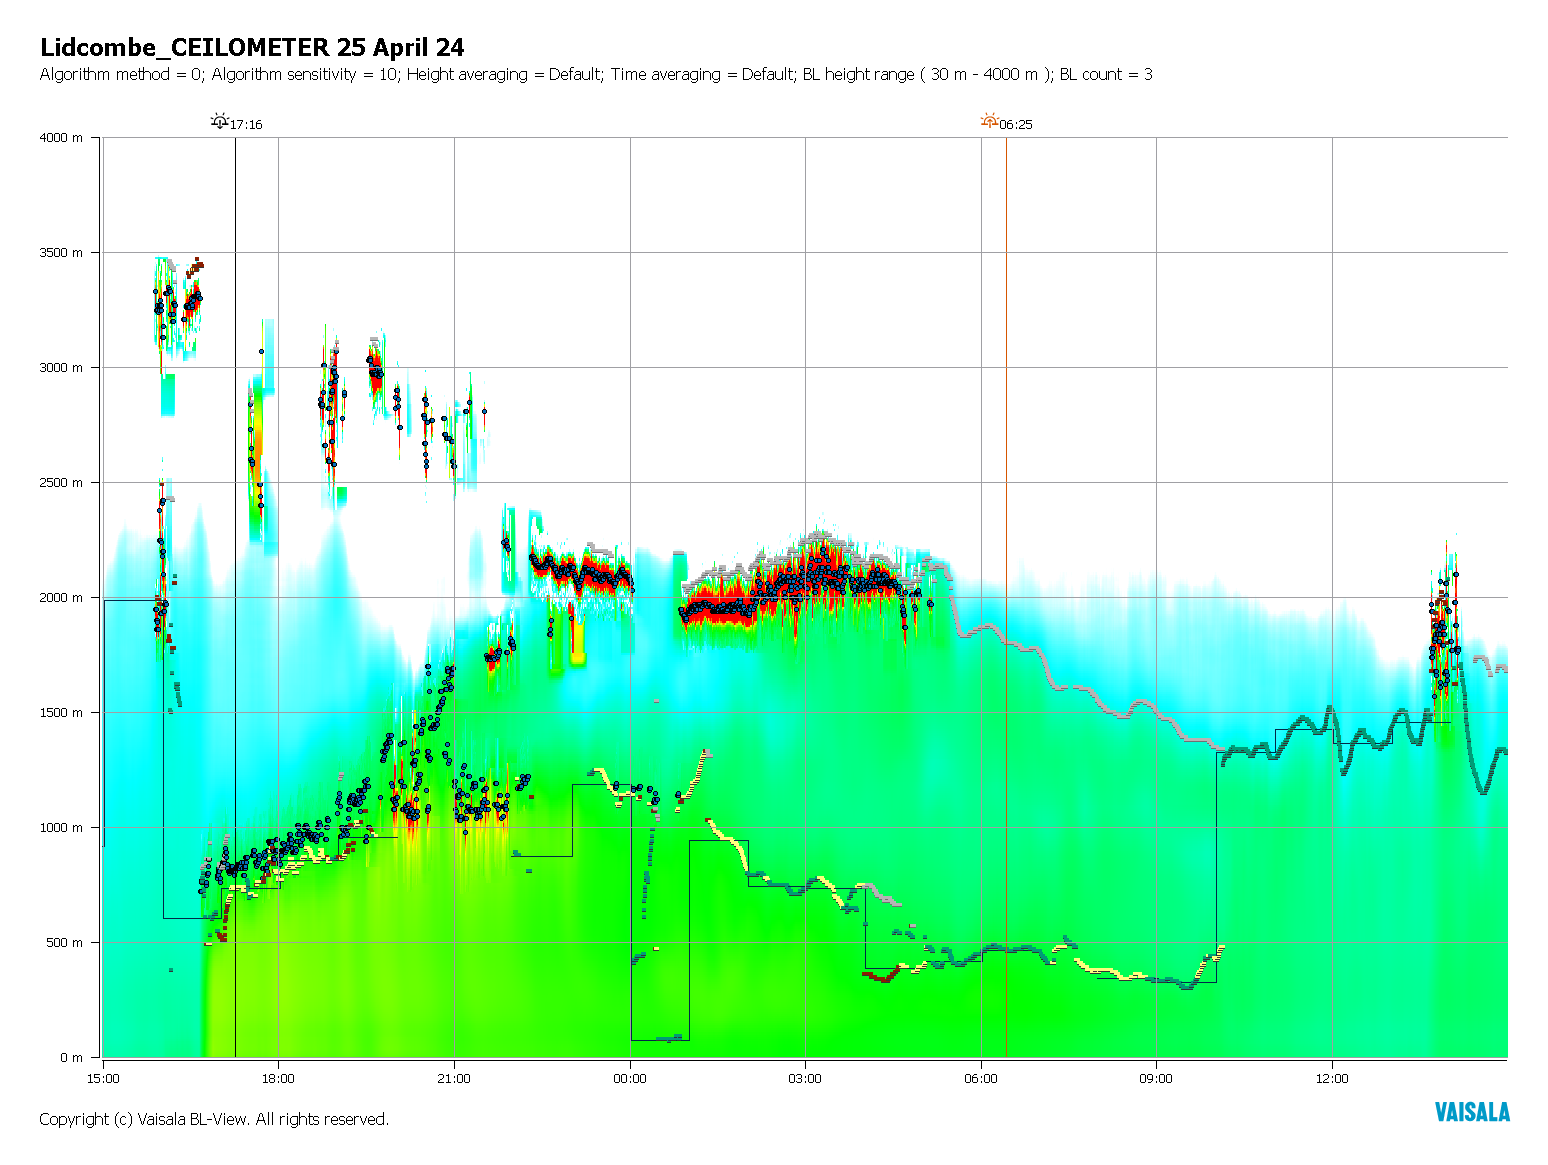 Lidcombe_CEILOMETER 25 April 24
Algorithm method = 0; Algorithm sensitivity = 10; Height averaging = Default; Time averaging = Default; BL height range ( 30 m - 4000 m ); BL count = 3
17:16
06:25
4000 m
3500 m
3000 m
2500 m
2000 m
1500 m
1000 m
500 m
0 m
15:00 18:00 21:00 00:00 03:00 06:00 09:00 12:00
Copyright (c) Vaisala BL-View. All rights reserved.
VAISALA